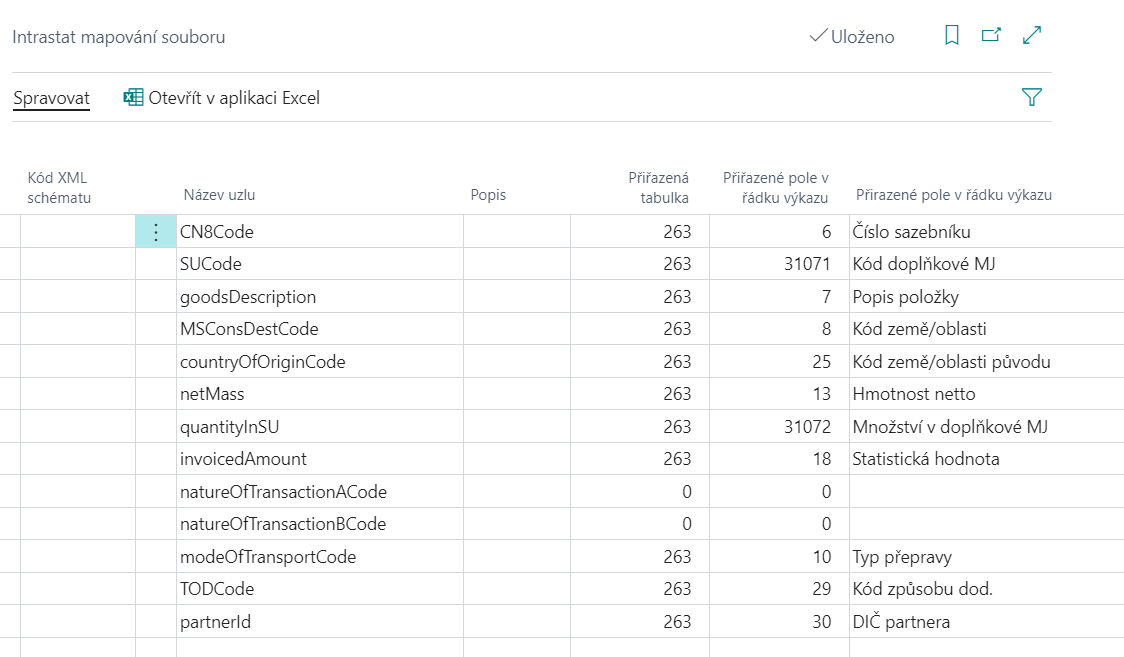 Intrastat mapování souboru
Uloženo
Spravovat
Otevřít v aplikaci Excel
Kód XML schématu
Název uzlu
Popis
Přiřazená tabulka
Přiřazené pole v řádku výkazu
Přirazené pole v řádku výkazu
CN8Code 263 6 Číslo sazebníku
SUCode 263 31071 Kód doplňkové MJ
goodsDescription 263 7 Popis položky
MSConsDestCode 263 8 Kód země/oblasti
countryOfOriginCode 263 25 Kód země/oblasti původu
netMass 263 13 Hmotnost netto
quantityInSU 263 31072 Množství v doplňkové MJ
invoicedAmount 263 18 Statistická hodnota
natureOfTransactionACode 0 0
natureOfTransactionBCode 0 0
modeOfTransportCode 263 10 Typ přepravy
TODCode 263 29 Kód způsobu dod.
partnerId 263 30 DIČ partnera